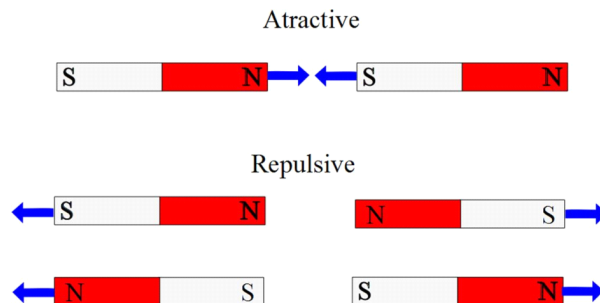 Atractive
S N S N
Repulsive
S N N S
N S S N